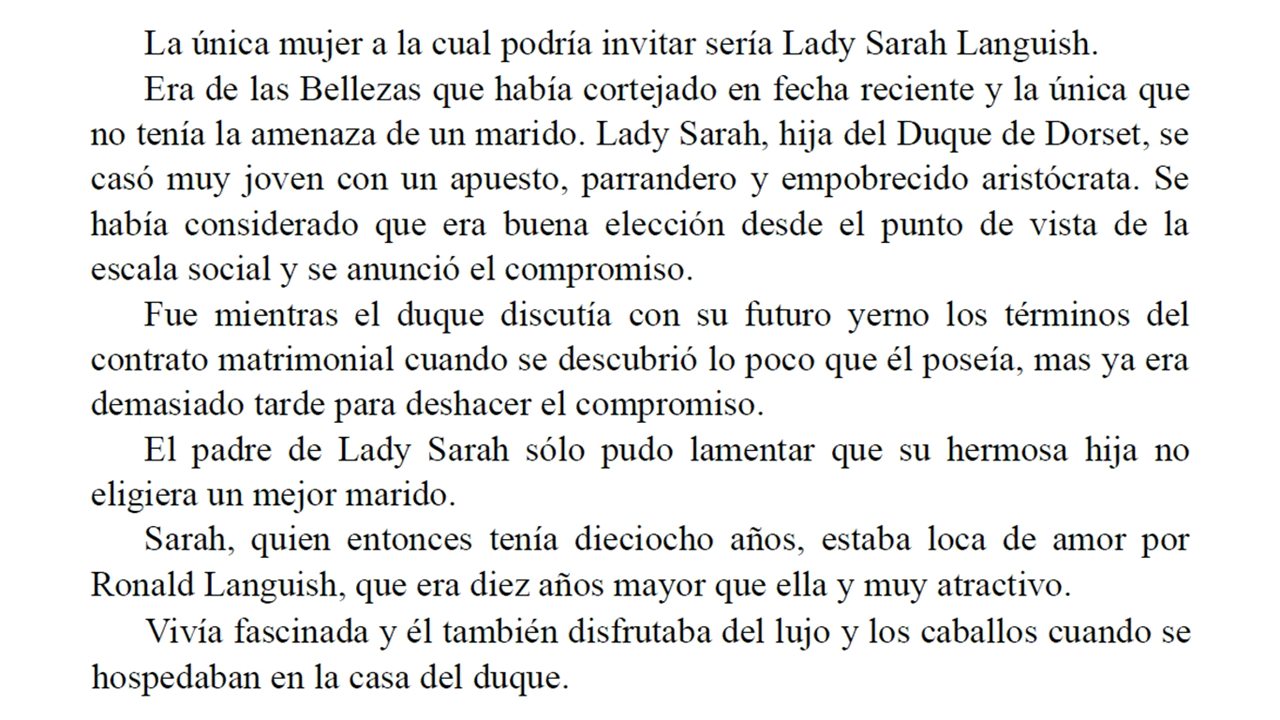 La única mujer a la cual podría invitar sería Lady Sarah Languish.
Era de las Bellezas que había cortejado en fecha reciente y la única que
no tenía la amenaza de un marido. Lady Sarah, hija del Duque de Dorset, se
casó muy joven con un apuesto, parrandero y empobrecido aristócrata. Se
había considerado que era buena elección desde el punto de vista de la
escala social y se anunció el compromiso.
Fue mientras el duque discutía con su futuro yerno los términos del
contrato matrimonial cuando se descubrió lo poco que él poseía, mas ya era
demasiado tarde para deshacer el compromiso.
El padre de Lady Sarah sólo pudo lamentar que su hermosa hija no
eligiera un mejor marido.
Sarah, quien entonces tenía dieciocho años, estaba loca de amor por
Ronald Languish, que era diez años mayor que ella y muy atractivo.
Vivía fascinada y él también disfrutaba del lujo y los caballos cuando se
hospedaban en la casa del duque.